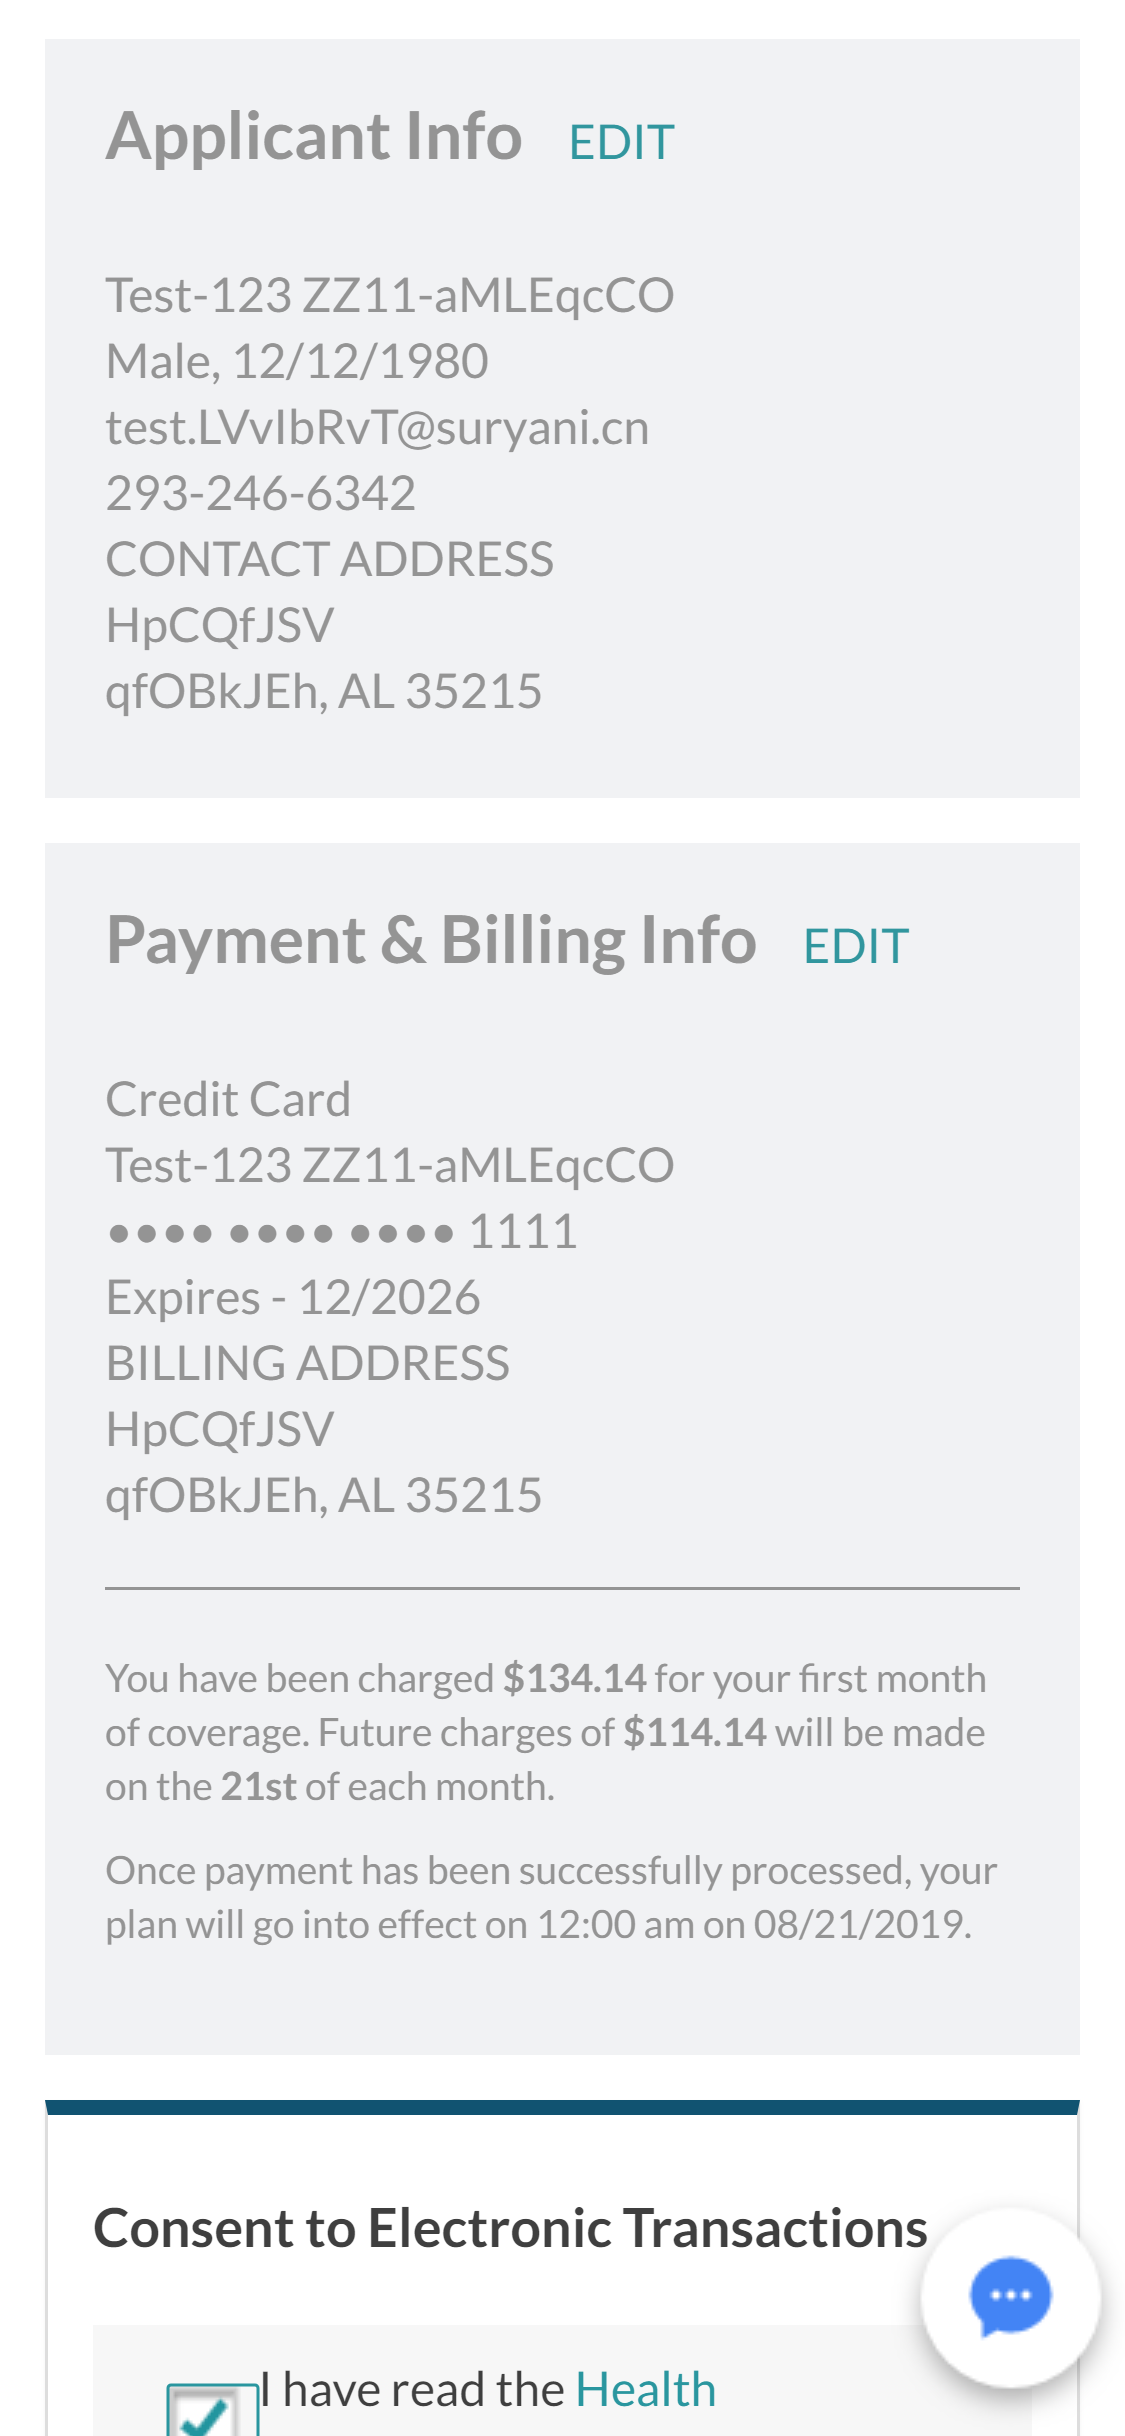 Applicant Info EDIT
Test-123 ZZ11-aMLEqcCO
Male, 12/12/1980
test.LVvIbRvT@suryani.cn
293-246-6342
CONTACT ADDRESS
HpCQfJSV
qfOBkJEh, AL 35215
Payment & Billing Info EDIT
Credit Card
Test-123 ZZ11-aMLEqcCO
•••• •••• •••• 1111
Expires - 12/2026
BILLING ADDRESS
HpCQfJSV
qfOBkJEh, AL 35215
You have been charged $134.14 for your first month
of coverage. Future charges of $114.14 will be made
on the 21st of each month.
Once payment has been successfully processed, your
plan will go into effect on 12:00 am on 08/21/2019.
Consent to Electronic Transactions
I have read the Health